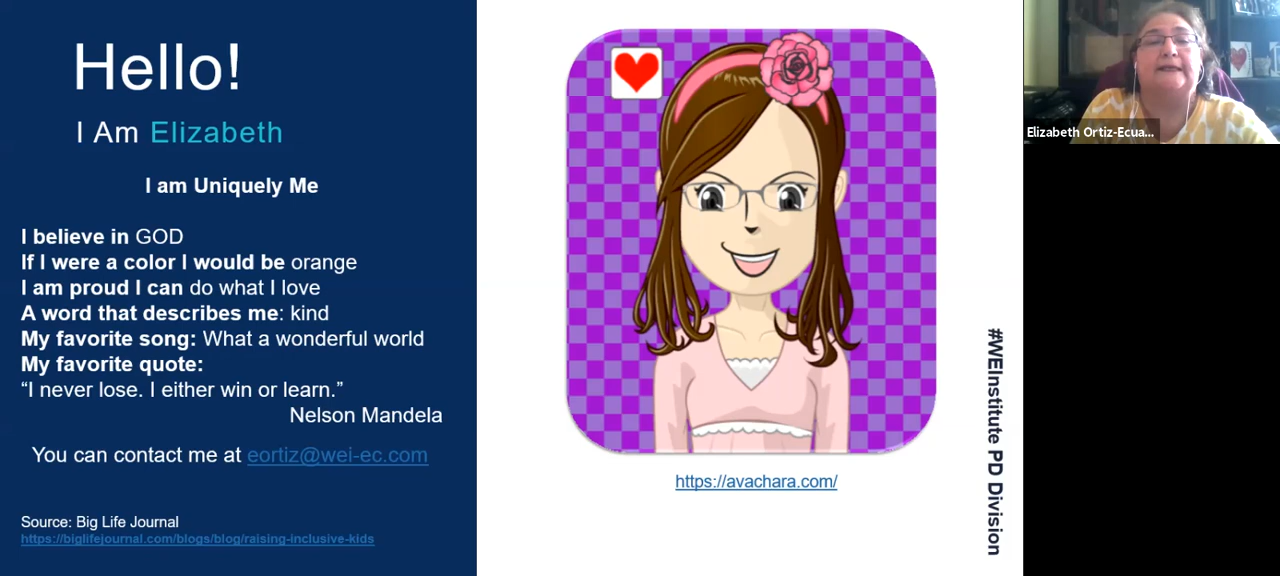 Hello!
I Am Elizabeth
I am Uniquely Me
I believe in GOD
If I were a color I would be orange
I am proud I can do what I love
A word that describes me: kind
My favorite song: What a wonderful world
My favorite quote:
“I never lose. I either win or learn.”
Nelson Mandela
You can contact me at eortiz@wei-ec.com
Source: Big Life Journal
https://biglifejournal.com/blogs/blog/raising-inclusive-kids
https://avachara.com/
#WEInstitute PD Division
Elizabeth Ortiz-Ecua...